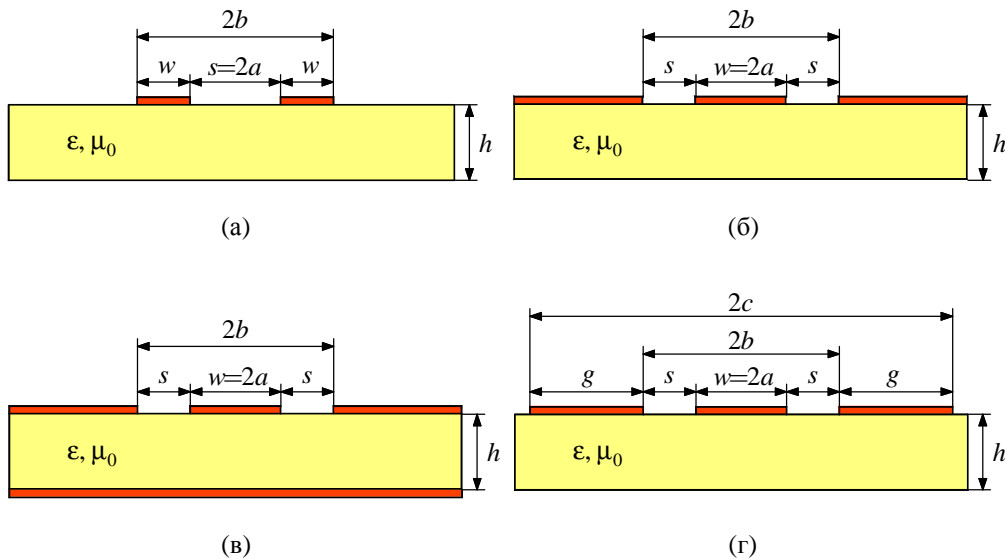 2b
w s=2a w
ε, μ₀
h
(а)
2b
s w=2a s
ε, μ₀
h
(б)
2b
s w=2a s
ε, μ₀
h
(в)
2c
2b
g s w=2a s g
ε, μ₀
h
(г)